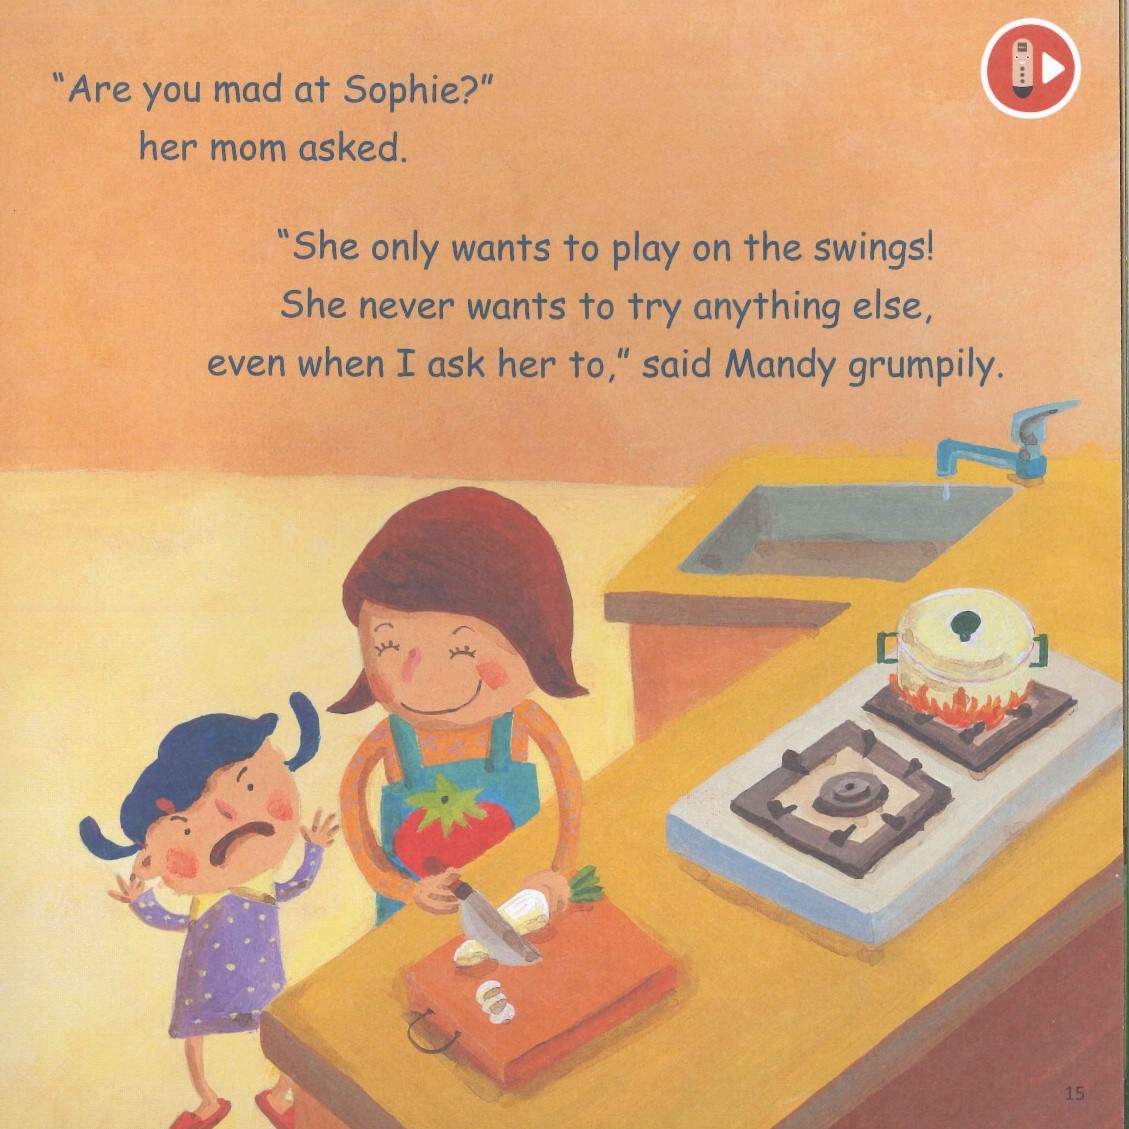 “Are you mad at Sophie?”
her mom asked.
“She only wants to play on the swings!
She never wants to try anything else,
even when I ask her to,” said Mandy grumpily.
15